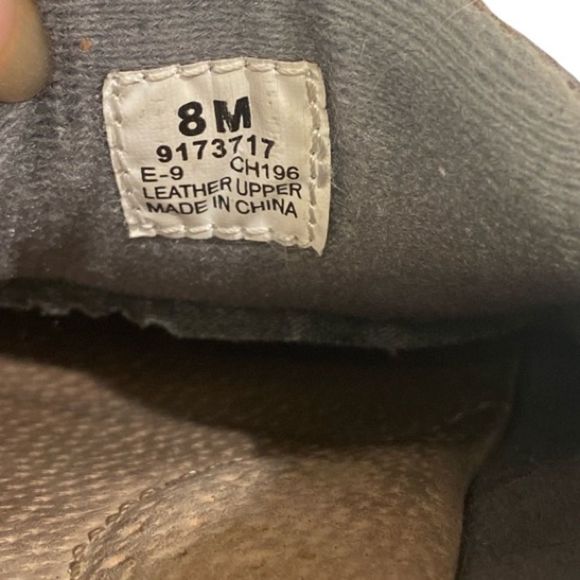 8M
9173717
E-9 CH196
LEATHER UPPER
MADE IN CHINA